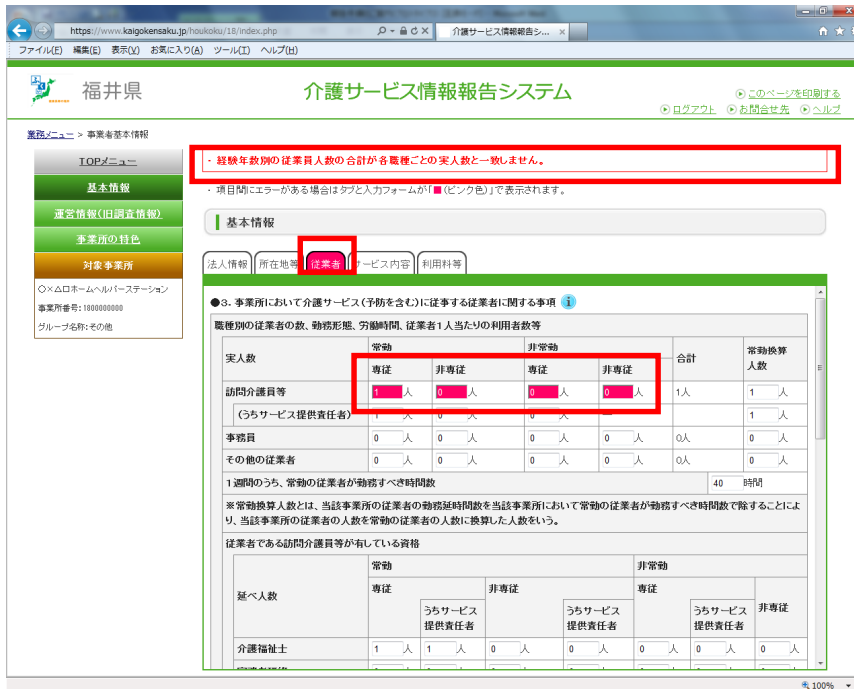 https://www.kaigokensaku.jp/houkoku/18/index.php
介護サービス情報報告シ... ×
ファイル(F) 編集(E) 表示(V) お気に入り(A) ツール(T) ヘルプ(H)
福井県
介護サービス情報報告システム
このページを印刷する
ログアウト お問合せ先 ヘルプ
業務メニュー > 事業者基本情報
TOPメニュー
基本情報
運営情報(旧調査情報)
事業所の特色
対象事業所
○×△ロホームヘルパーステーション
事業所番号:1800000000
グループ名称:その他
・経験年数別の従業員人数の合計が各職種ごとの実人数と一致しません。
・項目間にエラーがある場合はタブと入力フォームが「■(ピンク色)」で表示されます。
基本情報
法人情報 所在地等 従業者 サービス内容 利用料等
●3. 事業所において介護サービス(予防を含む)に従事する従業者に関する事項 i
職種別の従業者の数、勤務形態、労働時間、従業者1人当たりの利用者数等
実人数 常勤 非常勤 合計 常勤換算人数
専従 非専従 専従 非専従
訪問介護員等 1 人 0 人 0 人 0 人 1人 1 人
(うちサービス提供責任者) 1 人 0 人 0 人 ― 1 人
事務員 0 人 0 人 0 人 0 人 0人 0 人
その他の従業者 0 人 0 人 0 人 0 人 0人 0 人
1週間のうち、常勤の従業者が勤務すべき時間数 40 時間
※常勤換算人数とは、当該事業所の従業者の勤務延時間数を当該事業所において常勤の従業者が勤務すべき時間数で除することによ
り、当該事業所の従業者の人数を常勤の従業者の人数に換算した人数をいう。
従業者である訪問介護員等が有している資格
延べ人数 常勤 非常勤
専従 非専従 専従 非専従
うちサービス提供責任者 うちサービス提供責任者 うちサービス提供責任者
介護福祉士 1 人 1 人 0 人 0 人 0 人 0 人 0 人
100%